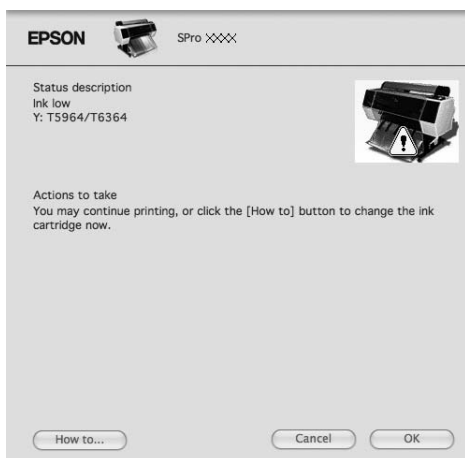 EPSON
SPro XXXX
Status description
Ink low
Y: T5964/T6364
Actions to take
You may continue printing, or click the [How to] button to change the ink
cartridge now.
How to...
Cancel
OK